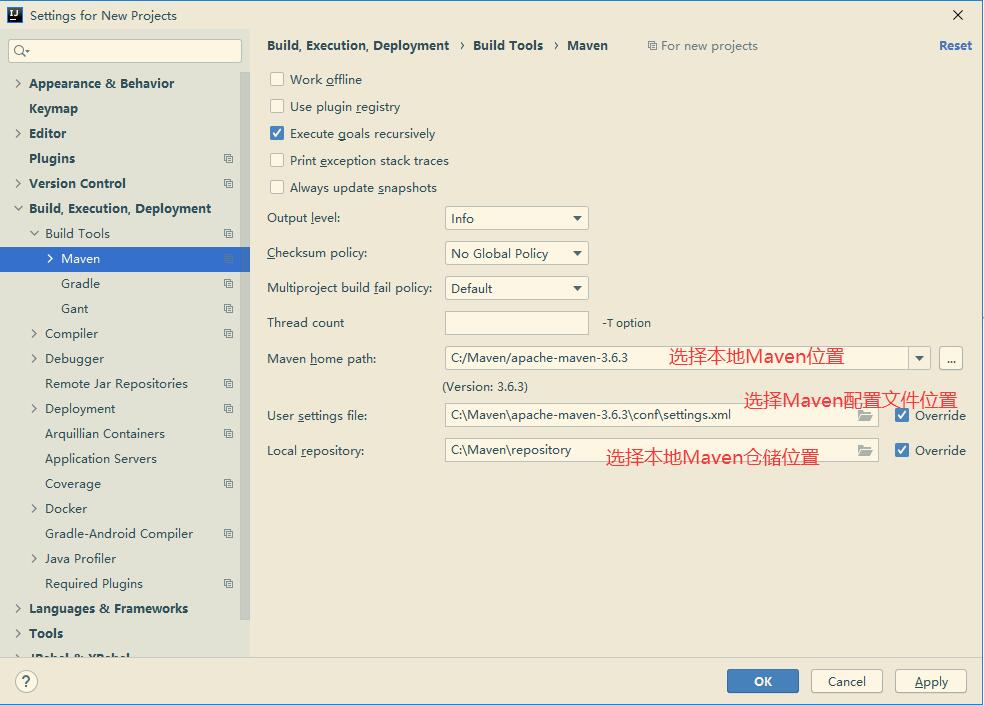 Settings for New Projects
Appearance & Behavior
Keymap
Editor
Plugins
Version Control
Build, Execution, Deployment
Build Tools
Maven
Gradle
Gant
Compiler
Debugger
Remote Jar Repositories
Deployment
Arquillian Containers
Application Servers
Coverage
Docker
Gradle-Android Compiler
Java Profiler
Required Plugins
Languages & Frameworks
Tools
JRebel & XRebel
Build, Execution, Deployment › Build Tools › Maven For new projects Reset
Work offline
Use plugin registry
Execute goals recursively
Print exception stack traces
Always update snapshots
Output level: Info
Checksum policy: No Global Policy
Multiproject build fail policy: Default
Thread count -T option
Maven home path: C:/Maven/apache-maven-3.6.3 选择本地Maven位置 ...
(Version: 3.6.3)
选择Maven配置文件位置
User settings file: C:\Maven\apache-maven-3.6.3\conf\settings.xml Override
Local repository: C:\Maven\repository Override
选择本地Maven仓储位置
? OK Cancel Apply